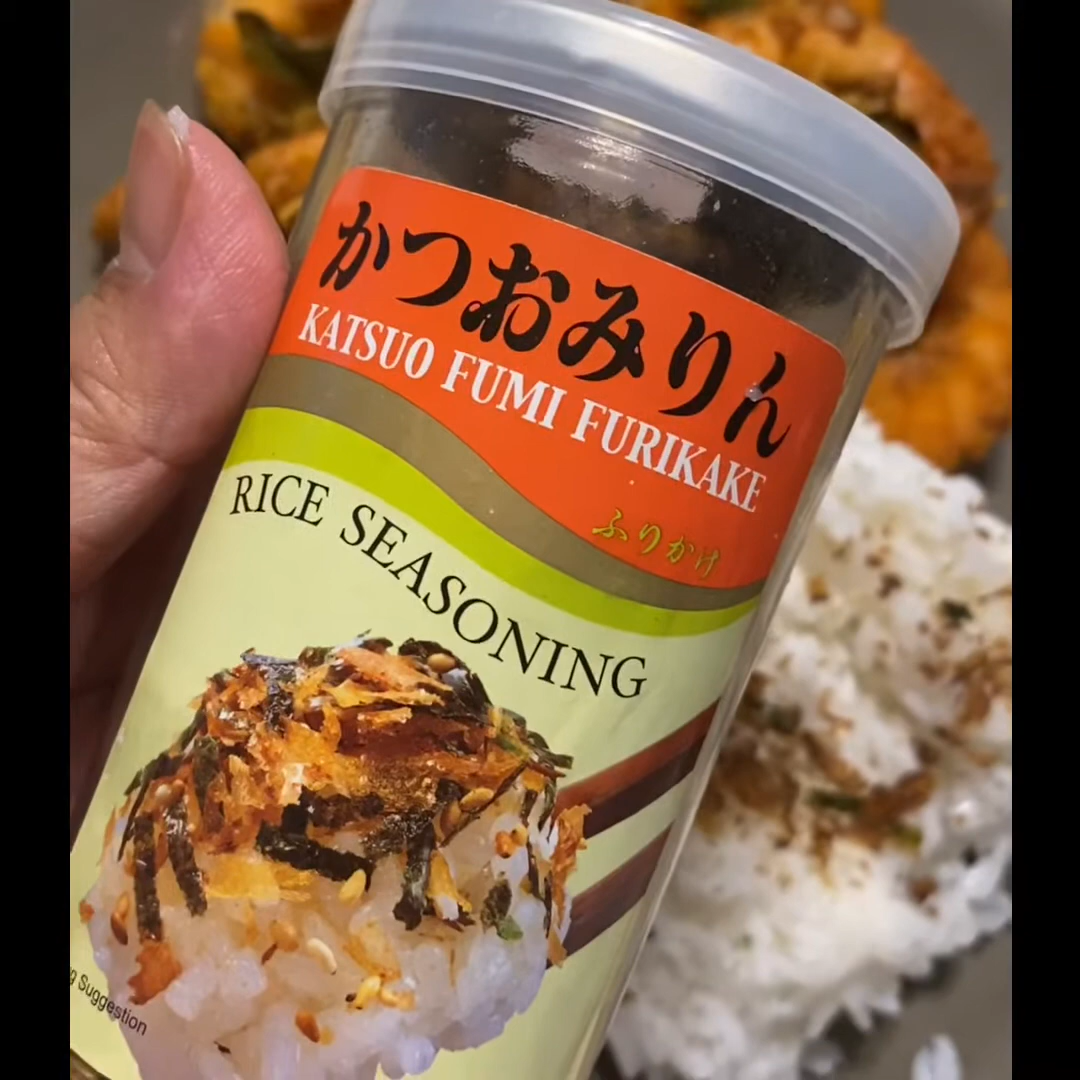 かつおみりん
KATSUO FUMI FURIKAKE
ふりかけ
RICE SEASONING
Suggestion